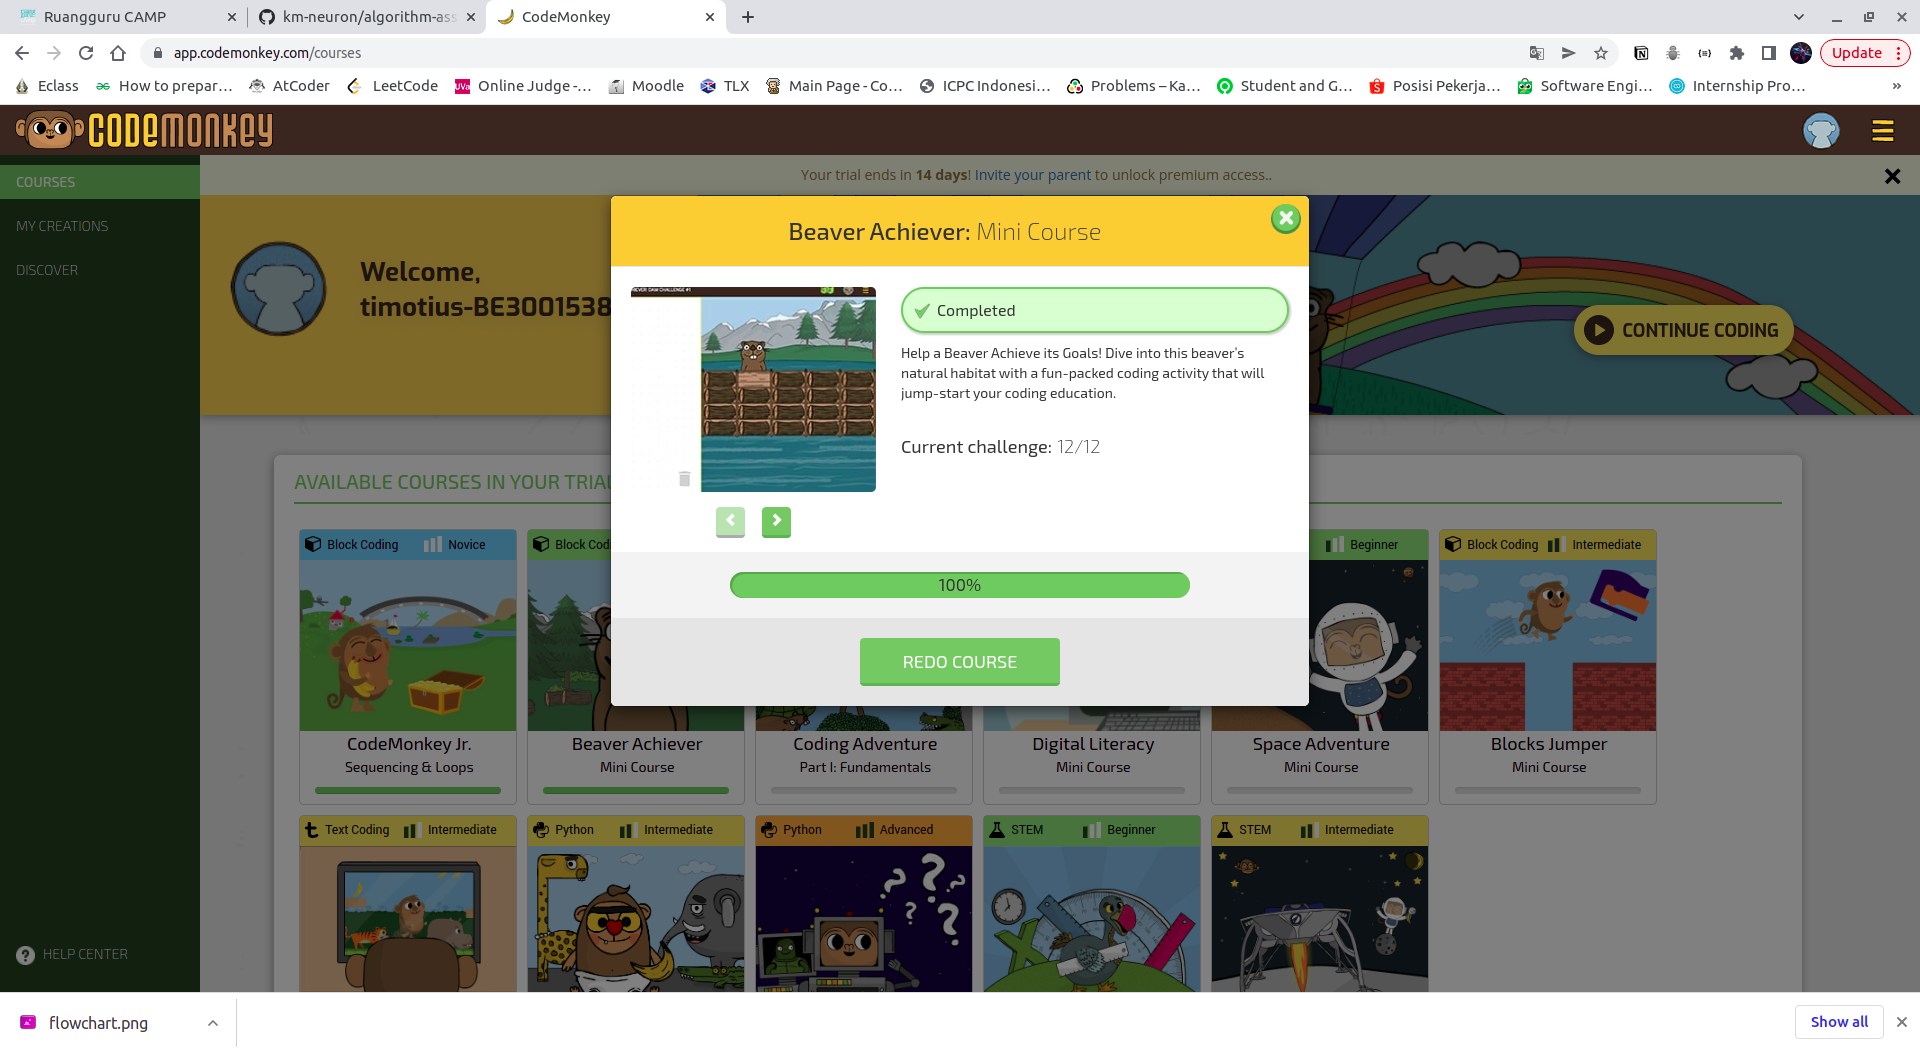 Ruangguru CAMP
km-neuron/algorithm-ass
CodeMonkey
app.codemonkey.com/courses
Update
Eclass
How to prepar…
AtCoder
LeetCode
UVa
Online Judge -…
Moodle
TLX
Main Page - Co…
ICPC Indonesi…
Problems – Ka…
Student and G…
Posisi Pekerja…
Software Engi…
Internship Pro…
»
CODEMONKEY
COURSES
MY CREATIONS
DISCOVER
HELP CENTER
Your trial ends in 14 days! Invite your parent to unlock premium access..
Welcome,
timotius-BE3001538
CONTINUE CODING
Beaver Achiever: Mini Course
Completed
Help a Beaver Achieve its Goals! Dive into this beaver's
natural habitat with a fun-packed coding activity that will
jump-start your coding education.
Current challenge: 12/12
100%
REDO COURSE
AVAILABLE COURSES IN YOUR TRIAL
Block Coding Novice
Block Codi
Beginner
Block Coding Intermediate
CodeMonkey Jr.
Sequencing & Loops
Beaver Achiever
Mini Course
Coding Adventure
Part I: Fundamentals
Digital Literacy
Mini Course
Space Adventure
Mini Course
Blocks Jumper
Mini Course
Text Coding Intermediate
Python Intermediate
Python Advanced
STEM Beginner
STEM Intermediate
flowchart.png
Show all